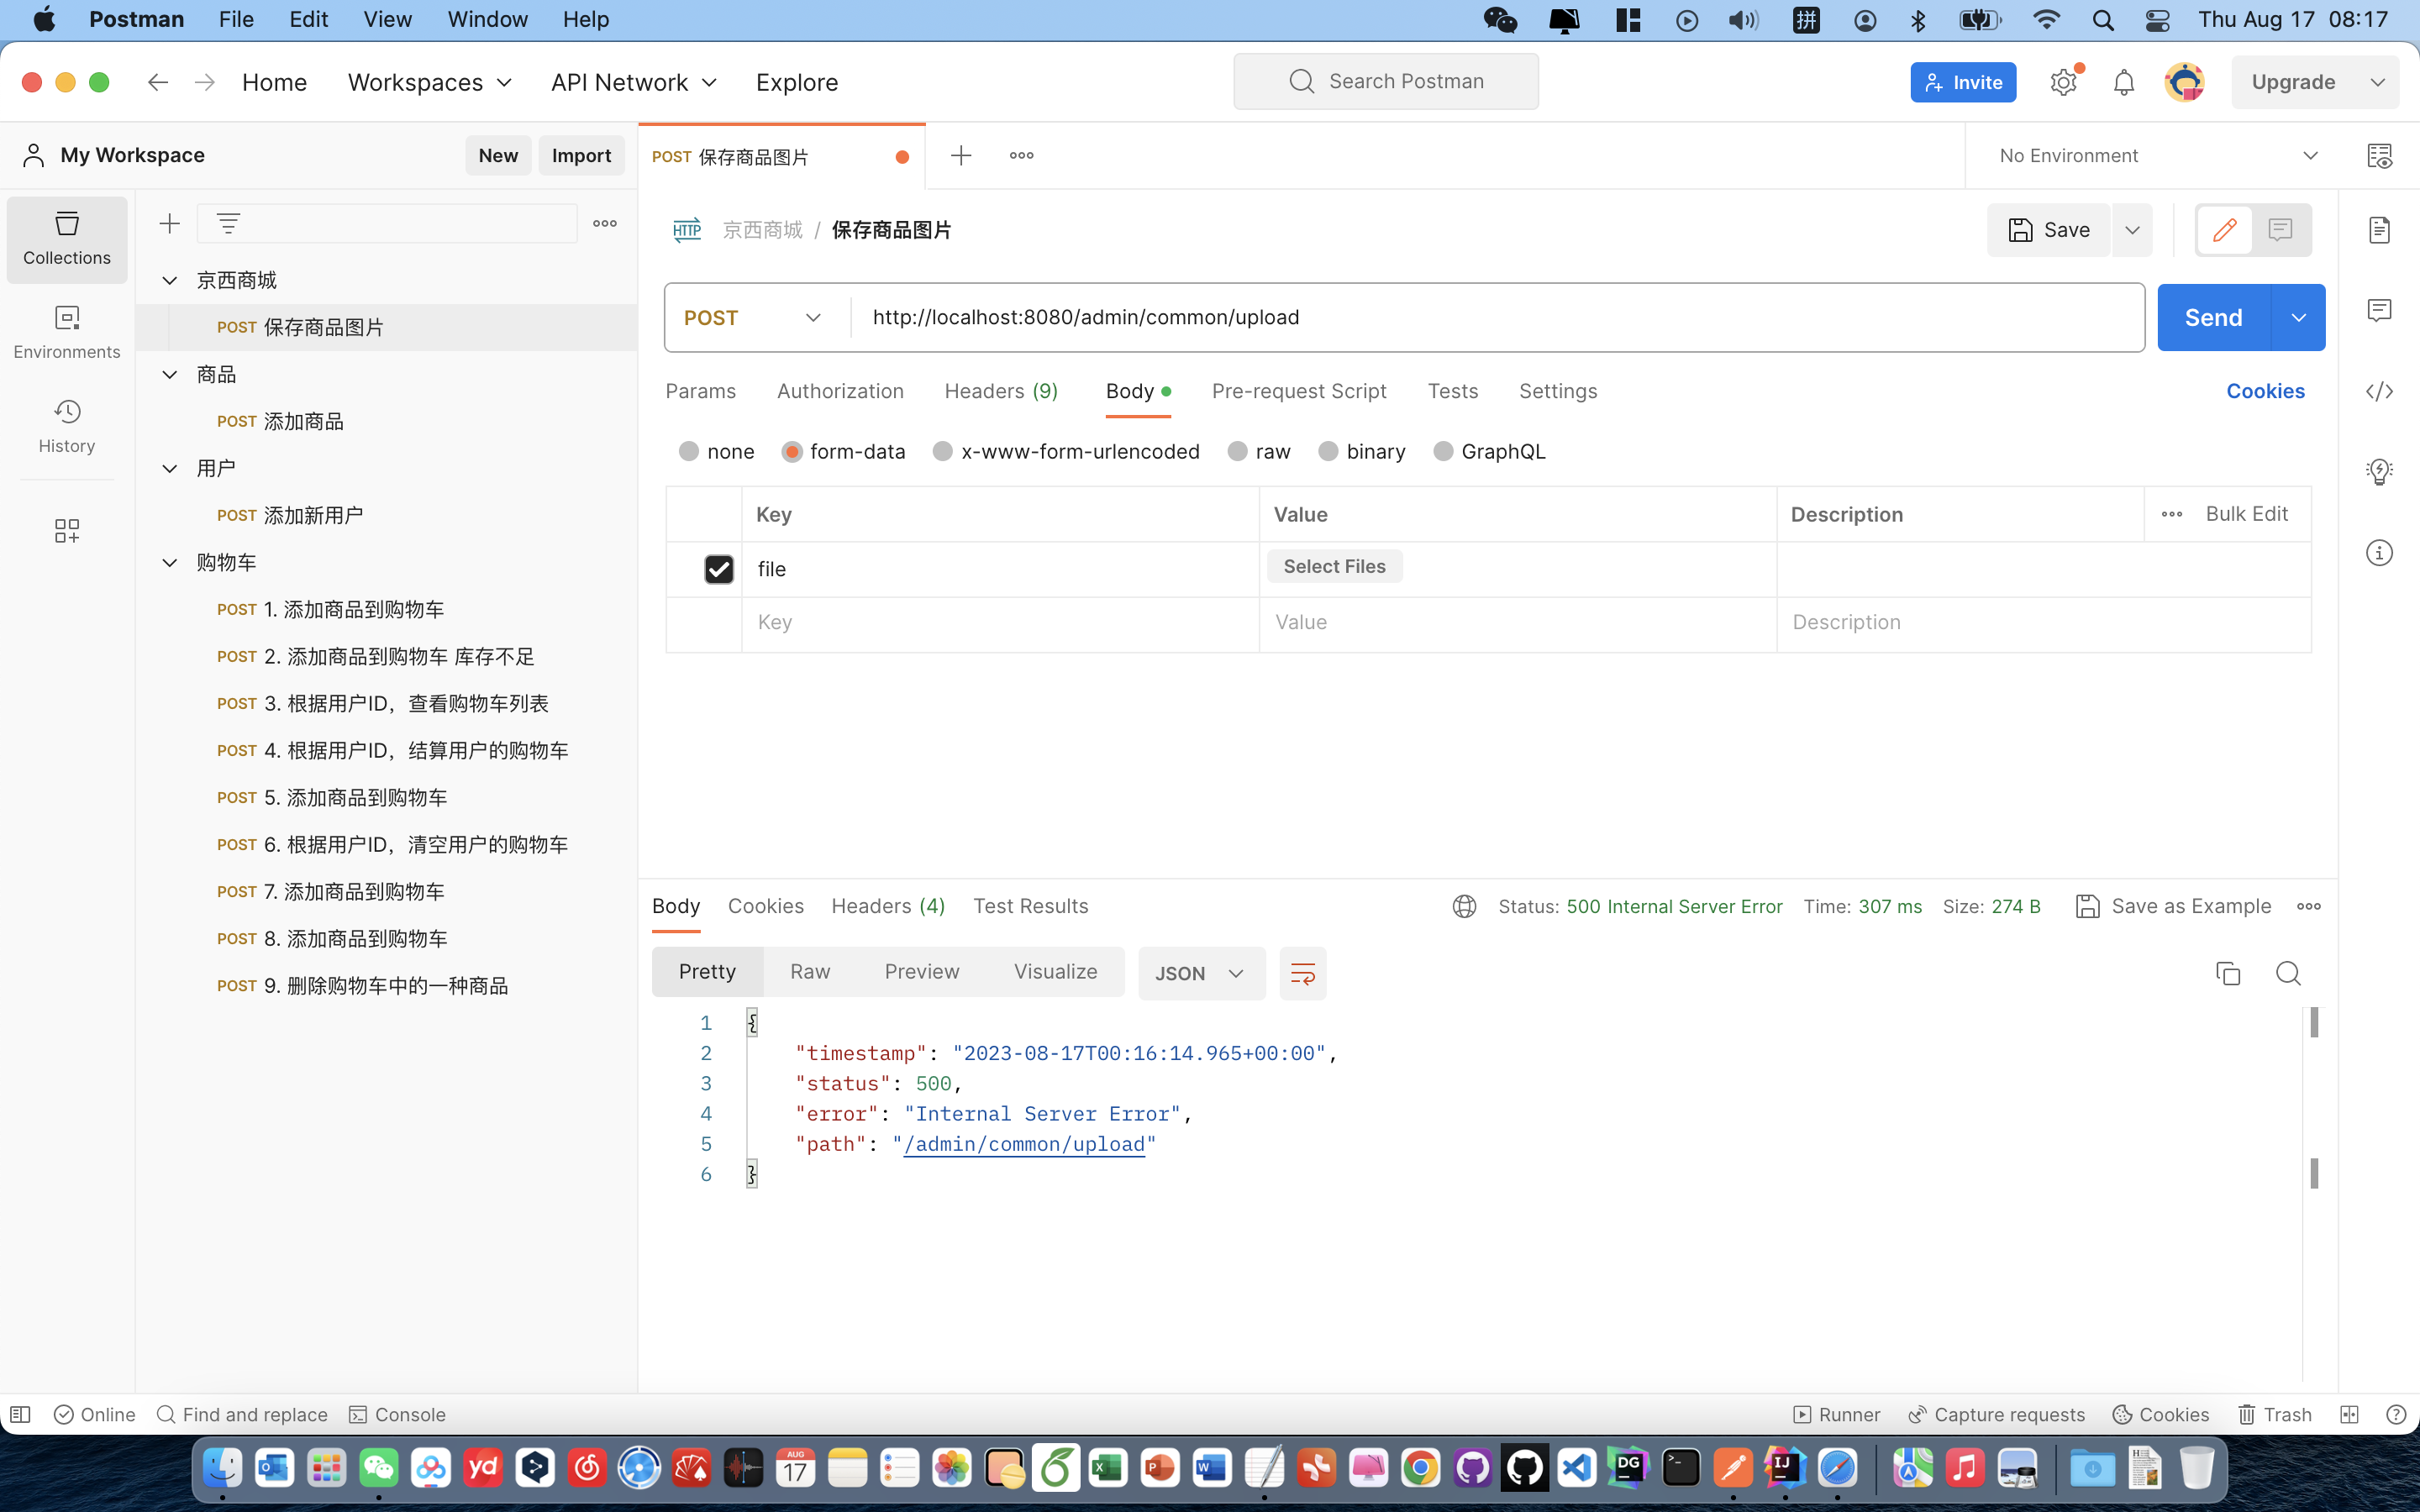 Postman File Edit View Window Help 拼 Thu Aug 17 08:17
Home Workspaces API Network Explore Search Postman Invite Upgrade
My Workspace New Import POST 保存商品图片 No Environment
Collections
Environments
History
京西商城
POST 保存商品图片
商品
POST 添加商品
用户
POST 添加新用户
购物车
POST 1. 添加商品到购物车
POST 2. 添加商品到购物车 库存不足
POST 3. 根据用户ID，查看购物车列表
POST 4. 根据用户ID，结算用户的购物车
POST 5. 添加商品到购物车
POST 6. 根据用户ID，清空用户的购物车
POST 7. 添加商品到购物车
POST 8. 添加商品到购物车
POST 9. 删除购物车中的一种商品
HTTP 京西商城 / 保存商品图片 Save
POST http://localhost:8080/admin/common/upload Send
Params Authorization Headers (9) Body Pre-request Script Tests Settings Cookies
none form-data x-www-form-urlencoded raw binary GraphQL
Key Value Description Bulk Edit
file Select Files
Key Value Description
Body Cookies Headers (4) Test Results Status: 500 Internal Server Error Time: 307 ms Size: 274 B Save as Example
Pretty Raw Preview Visualize JSON
1 {
2 "timestamp": "2023-08-17T00:16:14.965+00:00",
3 "status": 500,
4 "error": "Internal Server Error",
5 "path": "/admin/common/upload"
6 }
Online Find and replace Console Runner Capture requests Cookies Trash
yd AUG 17 X P W DG IJ